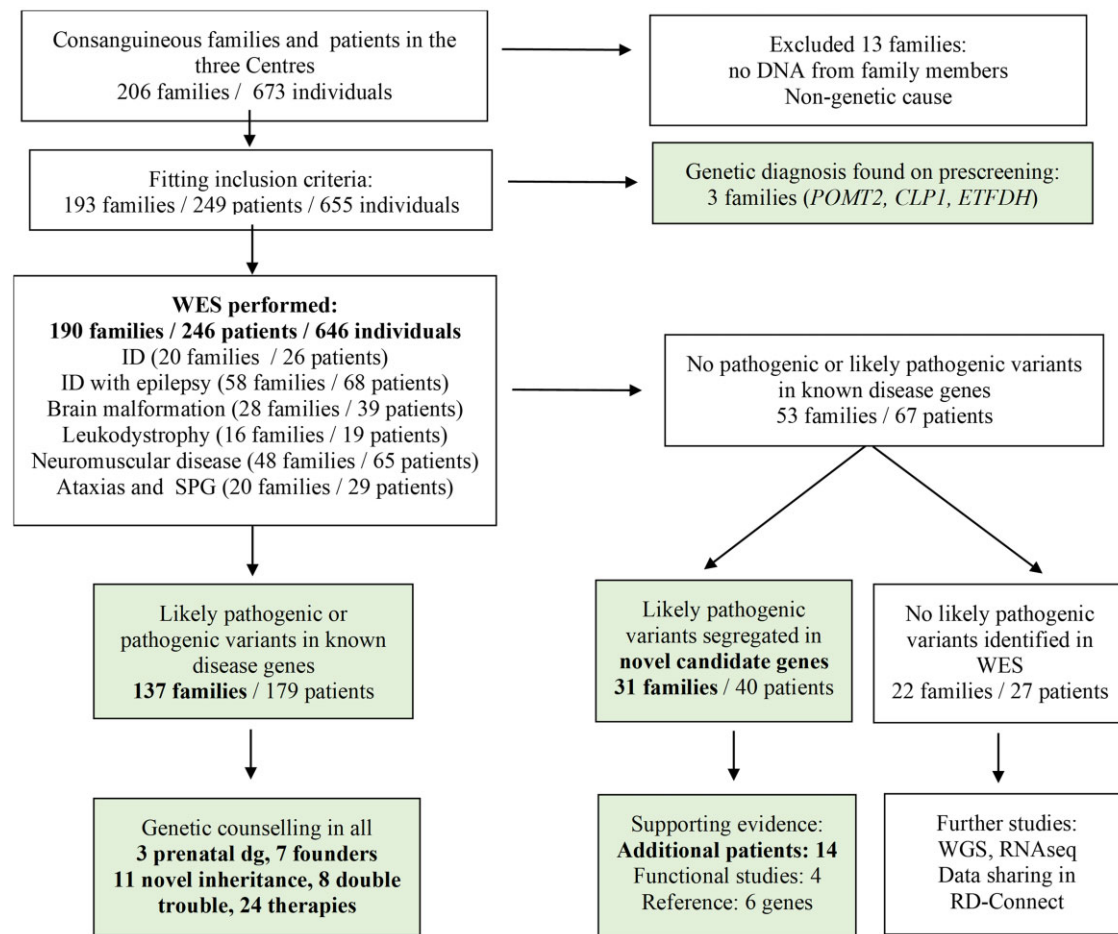 Consanguineous families and patients in the
three Centres
206 families / 673 individuals
Excluded 13 families:
no DNA from family members
Non-genetic cause
Fitting inclusion criteria:
193 families / 249 patients / 655 individuals
Genetic diagnosis found on prescreening:
3 families (POMT2, CLP1, ETFDH)
WES performed:
190 families / 246 patients / 646 individuals
ID (20 families / 26 patients)
ID with epilepsy (58 families / 68 patients)
Brain malformation (28 families / 39 patients)
Leukodystrophy (16 families / 19 patients)
Neuromuscular disease (48 families / 65 patients)
Ataxias and SPG (20 families / 29 patients)
No pathogenic or likely pathogenic variants
in known disease genes
53 families / 67 patients
Likely pathogenic or
pathogenic variants in known
disease genes
137 families / 179 patients
Likely pathogenic
variants segregated in
novel candidate genes
31 families / 40 patients
No likely pathogenic
variants identified in
WES
22 families / 27 patients
Genetic counselling in all
3 prenatal dg, 7 founders
11 novel inheritance, 8 double
trouble, 24 therapies
Supporting evidence:
Additional patients: 14
Functional studies: 4
Reference: 6 genes
Further studies:
WGS, RNAseq
Data sharing in
RD-Connect